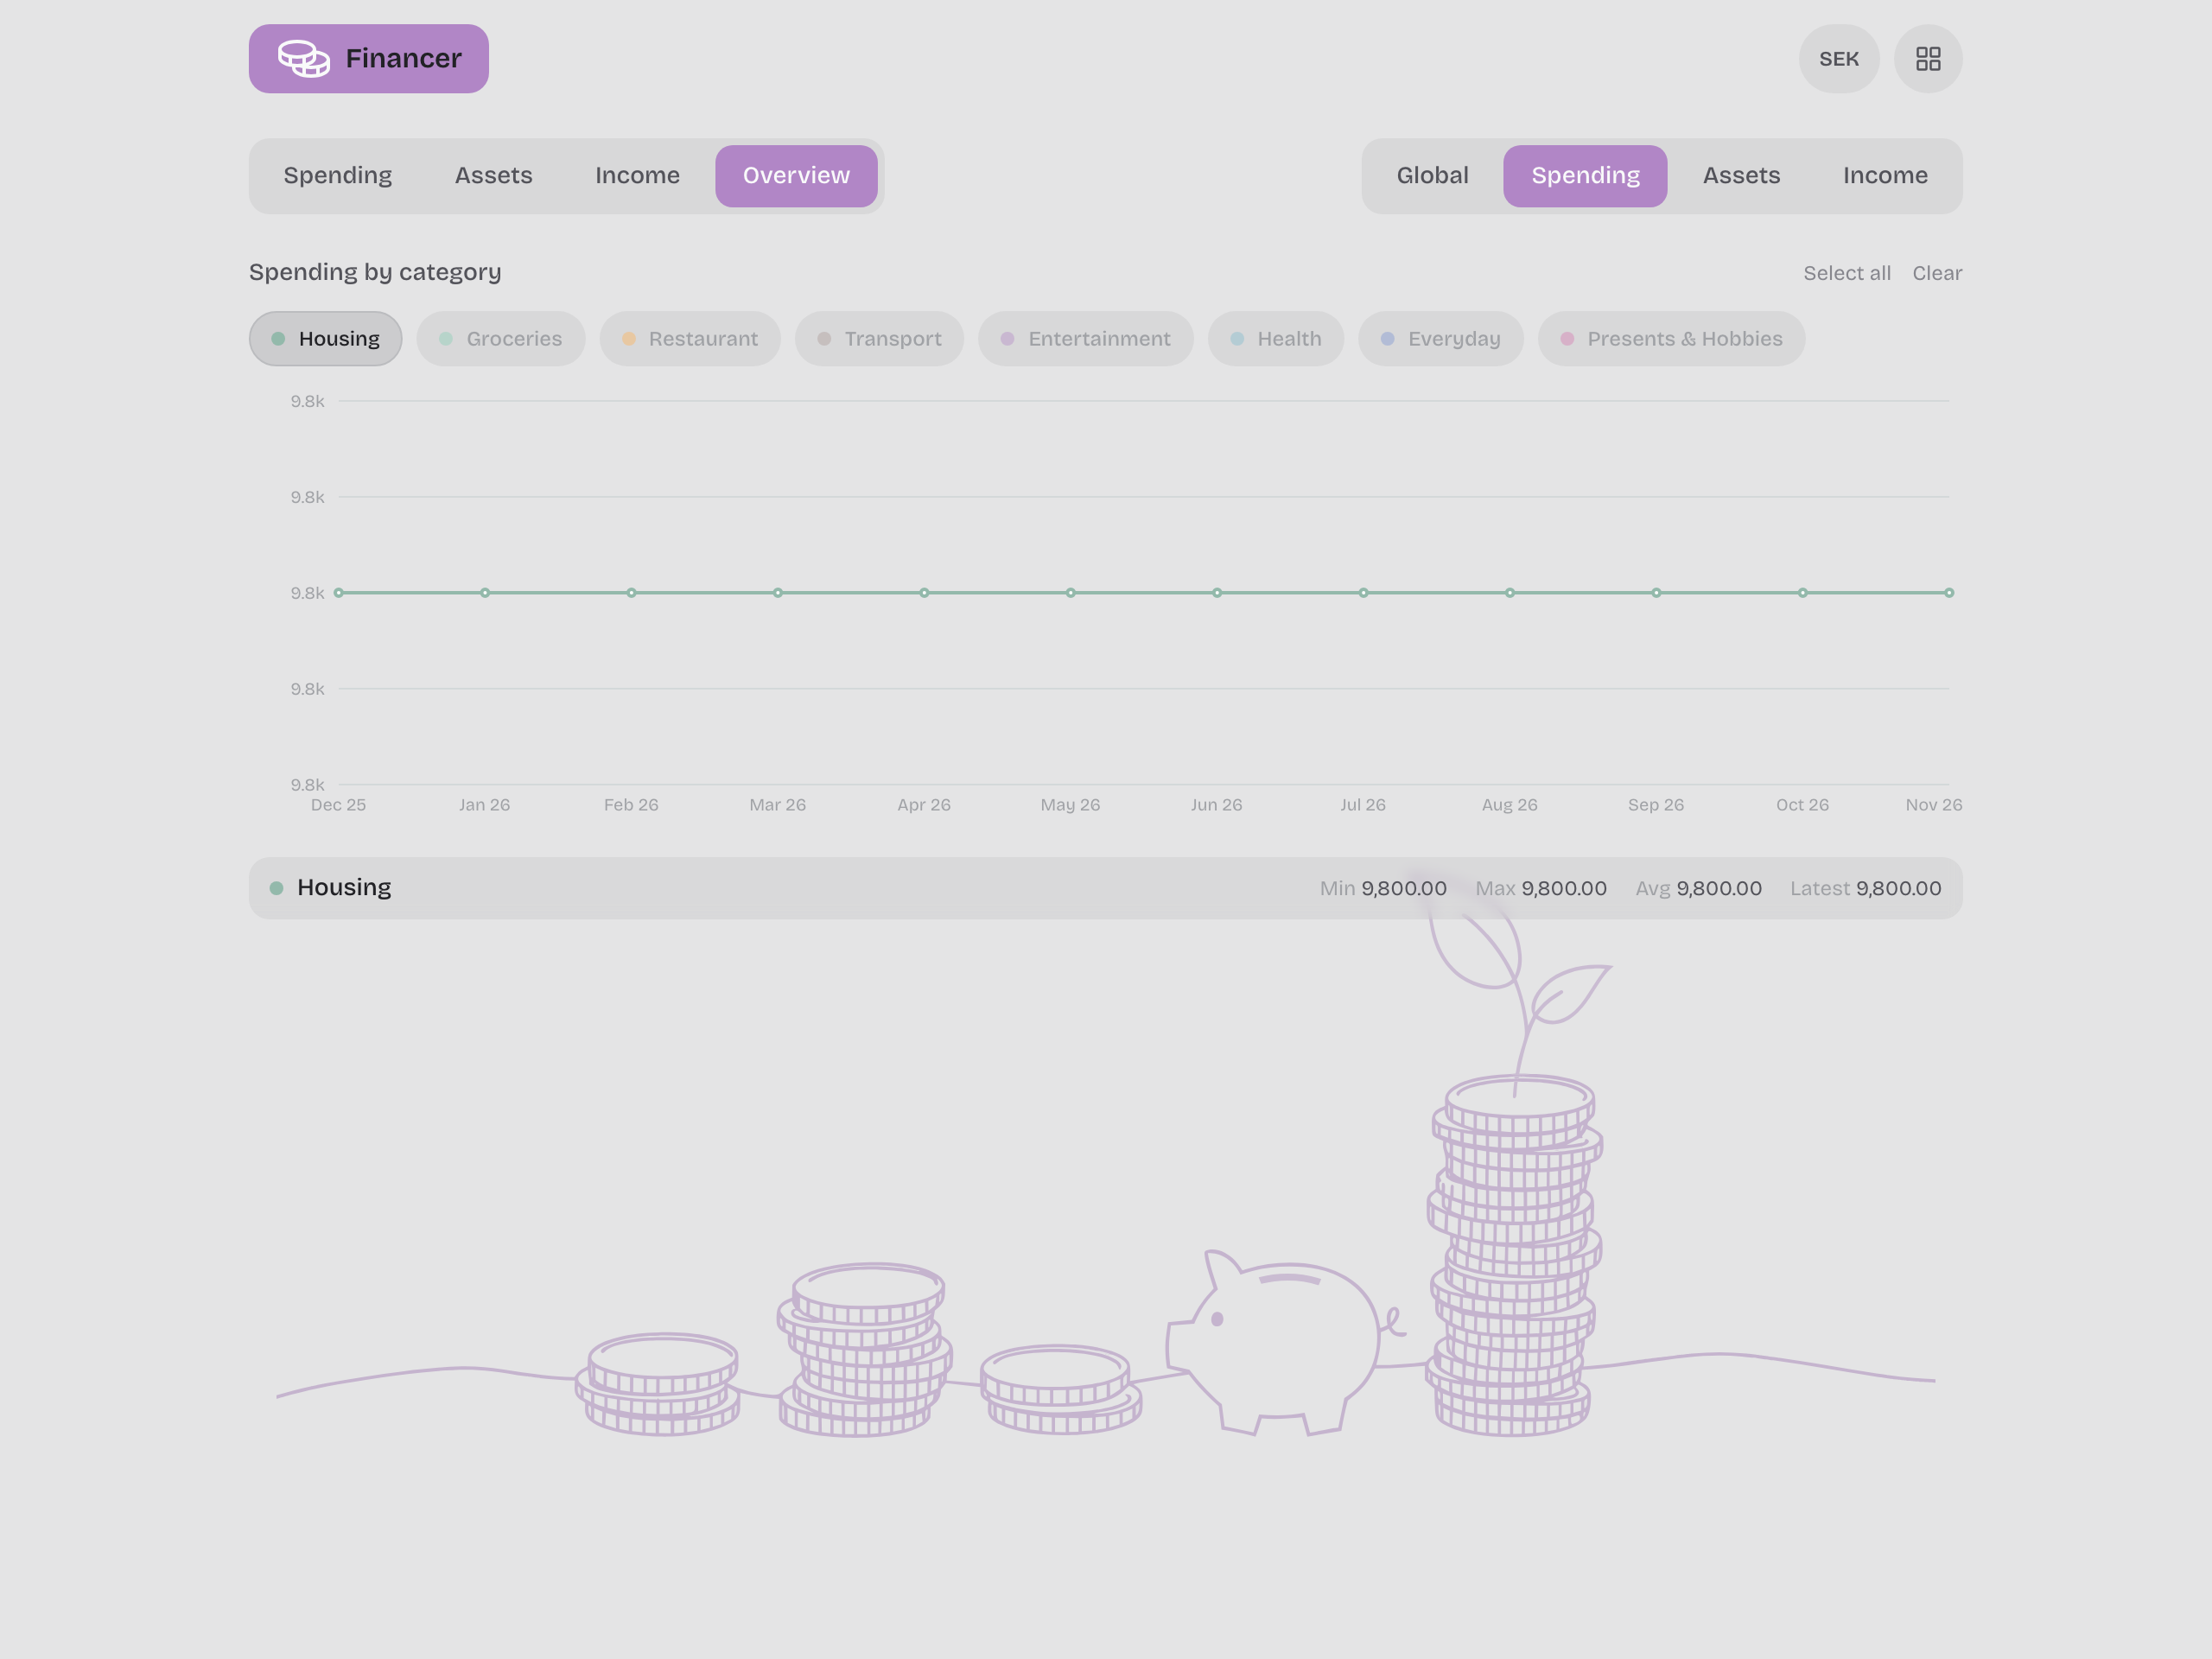 Financer
SEK
Spending Assets Income Overview
Global Spending Assets Income
Spending by category
Select all Clear
Housing Groceries Restaurant Transport Entertainment Health Everyday Presents & Hobbies
9.8k
9.8k
9.8k
9.8k
9.8k
Dec 25 Jan 26 Feb 26 Mar 26 Apr 26 May 26 Jun 26 Jul 26 Aug 26 Sep 26 Oct 26 Nov 26
Housing Min 9,800.00 Max 9,800.00 Avg 9,800.00 Latest 9,800.00